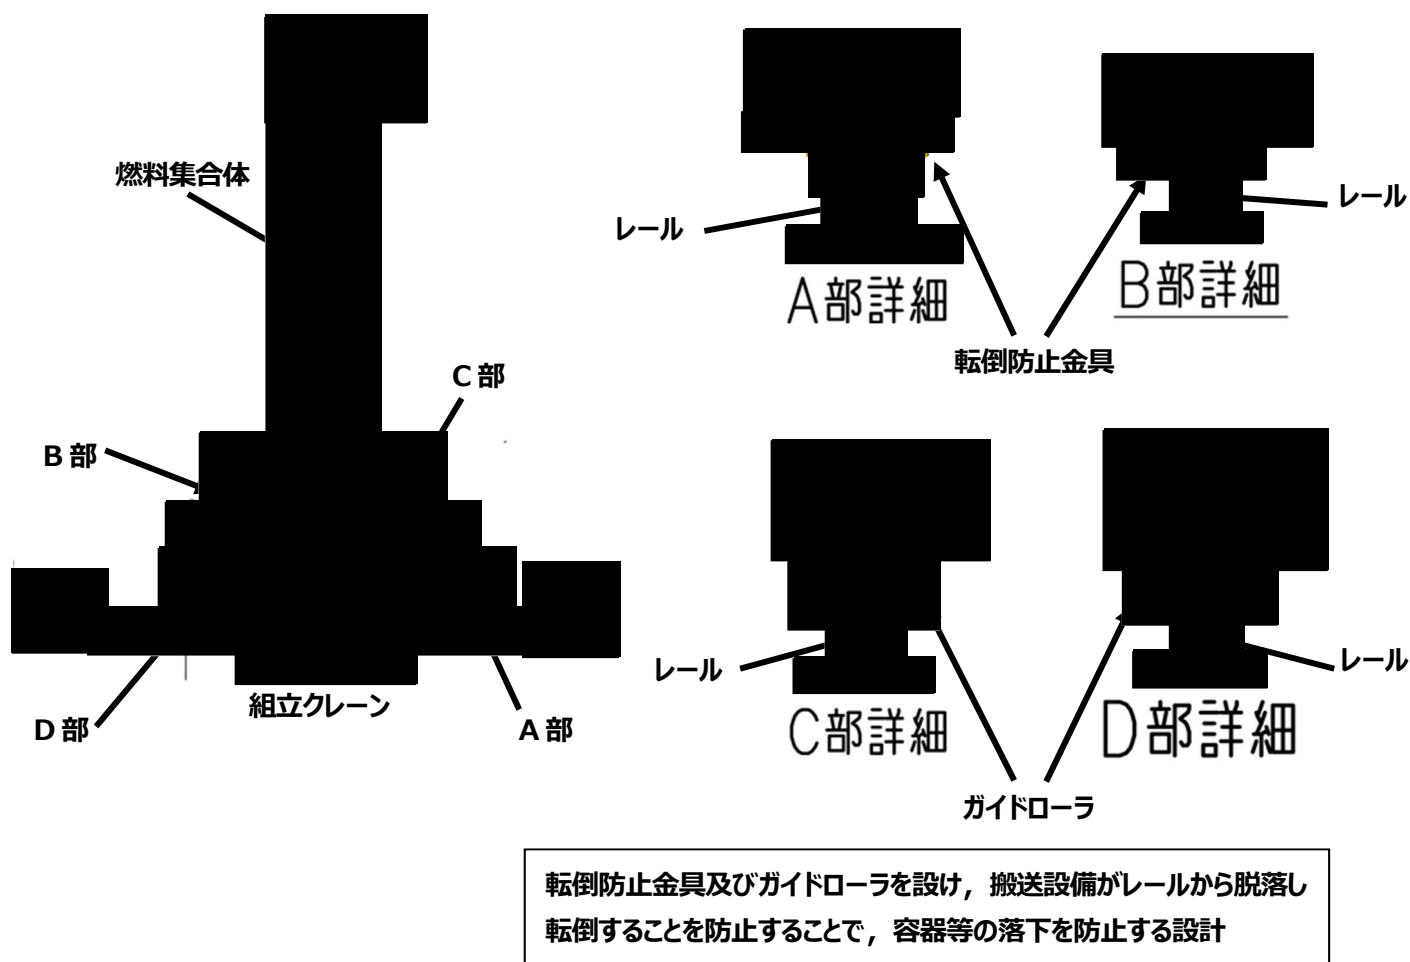 燃料集合体
C部
B部
D部
組立クレーン
A部
レール
A部詳細
レール
B部詳細
転倒防止金具
レール
C部詳細
レール
D部詳細
ガイドローラ
転倒防止金具及びガイドローラを設け，搬送設備がレールから脱落し
転倒することを防止することで，容器等の落下を防止する設計